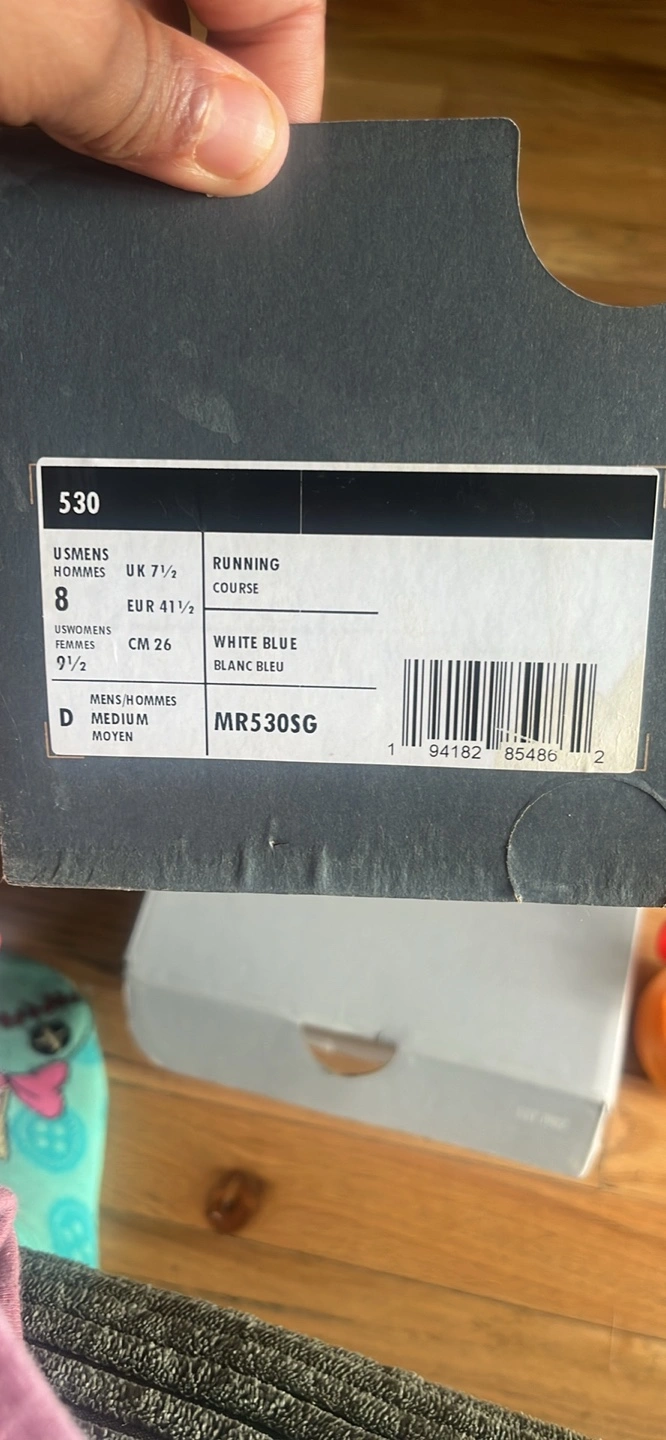 530
USMENS
HOMMES
8
UK 7½
EUR 41½
USWOMENS
FEMMES
9½
CM 26
D
MENS/HOMMES
MEDIUM
MOYEN
RUNNING
COURSE
WHITE BLUE
BLANC BLEU
MR530SG
1 94182 85486 2